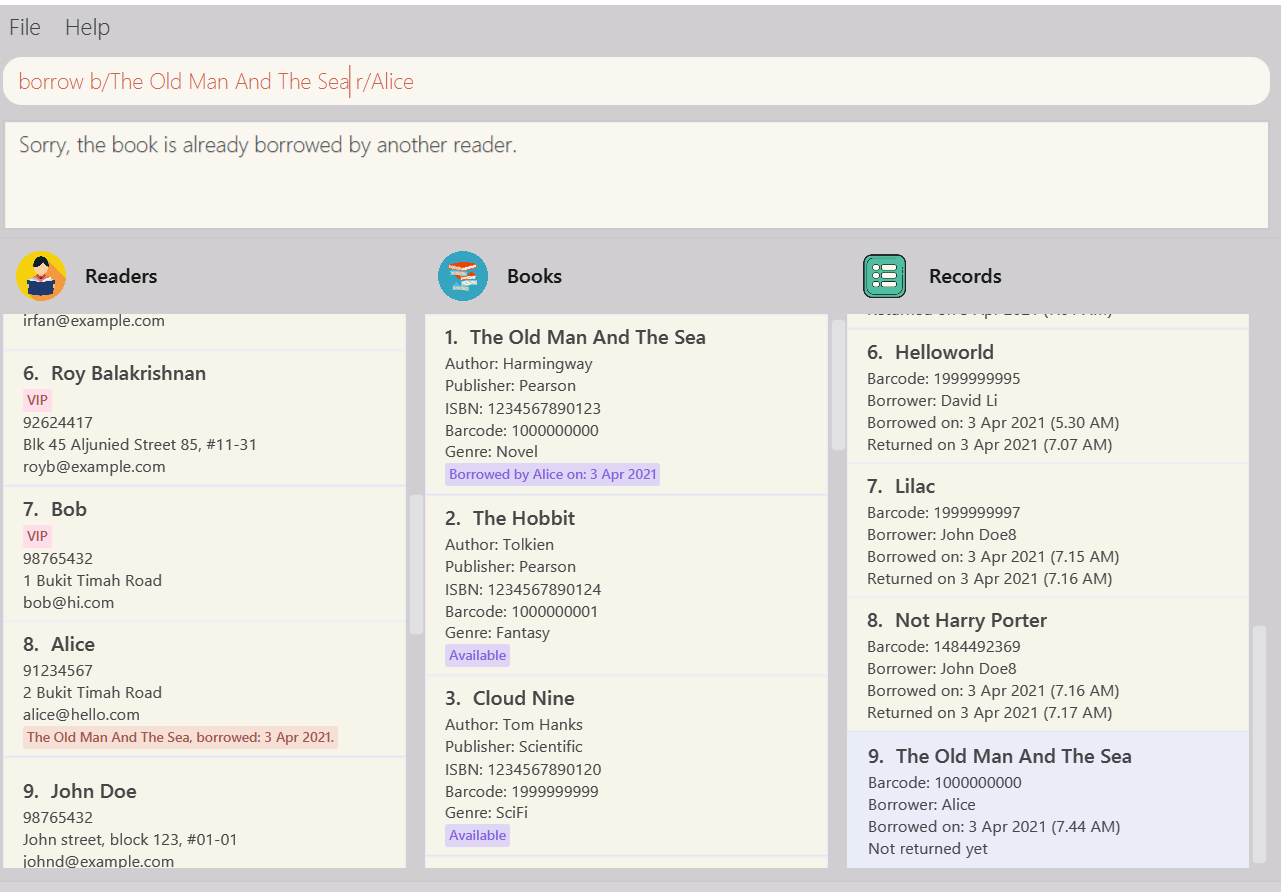 File Help
borrow b/The Old Man And The Sea r/Alice
Sorry, the book is already borrowed by another reader.
Readers
irfan@example.com
6. Roy Balakrishnan
VIP
92624417
Blk 45 Aljunied Street 85, #11-31
royb@example.com
7. Bob
VIP
98765432
1 Bukit Timah Road
bob@hi.com
8. Alice
91234567
2 Bukit Timah Road
alice@hello.com
The Old Man And The Sea, borrowed: 3 Apr 2021.
9. John Doe
98765432
John street, block 123, #01-01
johnd@example.com
Books
1. The Old Man And The Sea
Author: Harmingway
Publisher: Pearson
ISBN: 1234567890123
Barcode: 1000000000
Genre: Novel
Borrowed by Alice on: 3 Apr 2021
2. The Hobbit
Author: Tolkien
Publisher: Pearson
ISBN: 1234567890124
Barcode: 1000000001
Genre: Fantasy
Available
3. Cloud Nine
Author: Tom Hanks
Publisher: Scientific
ISBN: 1234567890120
Barcode: 1999999999
Genre: SciFi
Available
Records
6. Helloworld
Barcode: 1999999995
Borrower: David Li
Borrowed on: 3 Apr 2021 (5.30 AM)
Returned on 3 Apr 2021 (7.07 AM)
7. Lilac
Barcode: 1999999997
Borrower: John Doe8
Borrowed on: 3 Apr 2021 (7.15 AM)
Returned on 3 Apr 2021 (7.16 AM)
8. Not Harry Porter
Barcode: 1484492369
Borrower: John Doe8
Borrowed on: 3 Apr 2021 (7.16 AM)
Returned on 3 Apr 2021 (7.17 AM)
9. The Old Man And The Sea
Barcode: 1000000000
Borrower: Alice
Borrowed on: 3 Apr 2021 (7.44 AM)
Not returned yet